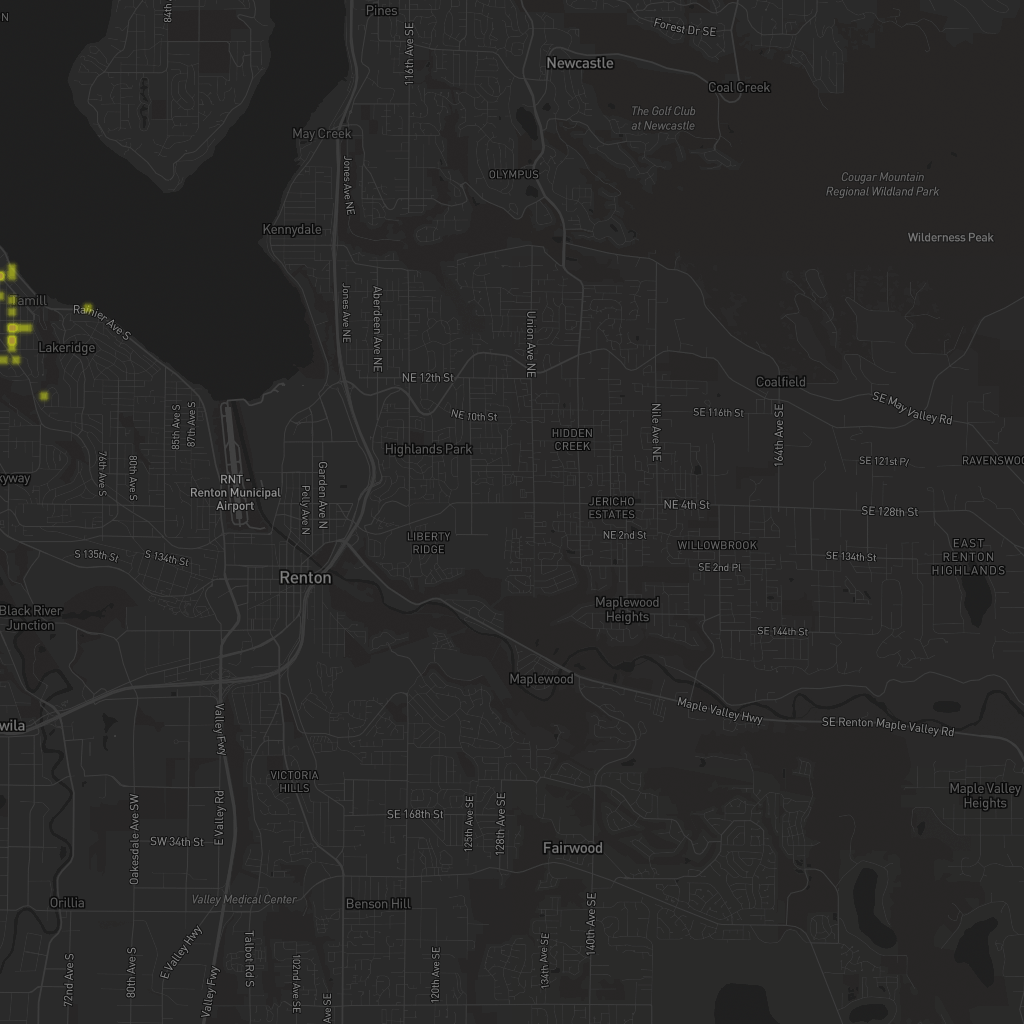 N
84th
Pines
116th Ave SE
Forest Dr SE
Newcastle
Coal Creek
The Golf Club
at Newcastle
May Creek
Jones Ave NE
OLYMPUS
Cougar Mountain
Regional Wildland Park
Kennydale
Wilderness Peak
amill
Rainier Ave S
Jones Ave NE
Aberdeen Ave NE
Union Ave NE
Lakeridge
NE 12th St
Coalfield
85th Ave S
87th Ave S
NE 10th St
Nile Ave NE
SE 116th St
164th Ave SE
SE May Valley Rd
HIDDEN
CREEK
Highlands Park
76th Ave S
80th Ave S
SE 121st Pl
RAVENSWOO
kyway
RNT -
Renton Municipal
Airport
Garden Ave N
Pelly Ave N
JERICHO
ESTATES
NE 4th St
SE 128th St
LIBERTY
RIDGE
NE 2nd St
WILLOWBROOK
S 135th St
S 134th St
SE 134th St
EAST
RENTON
HIGHLANDS
SE 2nd Pl
Renton
Black River
Junction
Maplewood
Heights
SE 144th St
Maplewood
Maple Valley Hwy
SE Renton Maple Valley Rd
wila
Valley Fwy
VICTORIA
HILLS
Maple Valley
Heights
Oakesdale Ave SW
E Valley Rd
SE 168th St
125th Ave SE
128th Ave SE
SW 34th St
Fairwood
Orillia
Valley Medical Center
Benson Hill
140th Ave SE
E Valley Hwy
Talbot Rd S
134th Ave SE
72nd Ave S
80th Ave S
Valley Fwy
102nd Ave SE
120th Ave SE
Ave SE